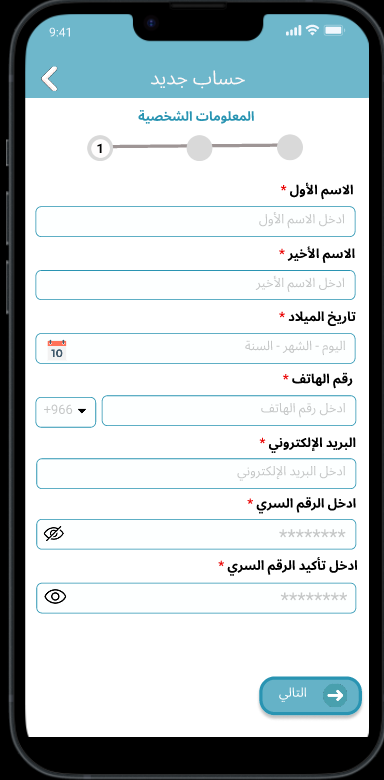 9:41
حساب جديد
المعلومات الشخصية
1
الاسم الأول *
ادخل الاسم الأول
الاسم الأخير *
ادخل الاسم الأخير
تاريخ الميلاد *
اليوم - الشهر - السنة
10
رقم الهاتف *
ادخل رقم الهاتف
+966
البريد الإلكتروني *
ادخل البريد الإلكتروني
ادخل الرقم السري *
********
ادخل تأكيد الرقم السري *
********
التالي